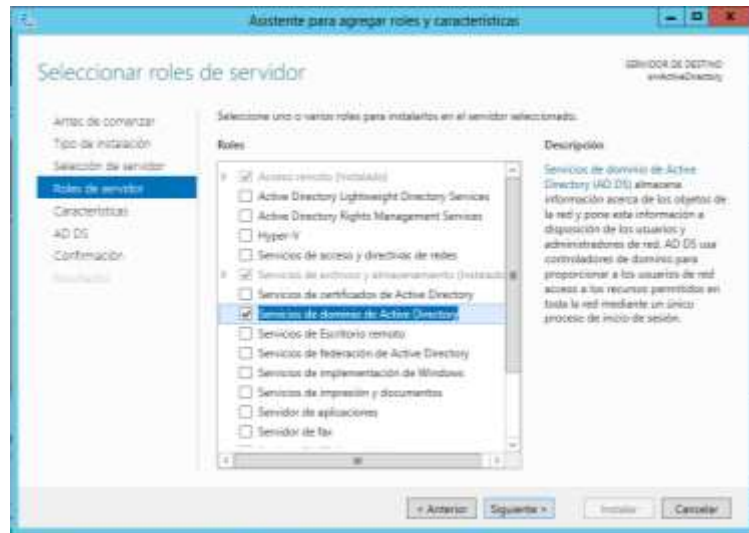 Asistente para agregar roles y características
Seleccionar roles de servidor
SERVIDOR DE DESTINO
Antes de comenzar
Tipo de instalación
Selección de servidor
Roles de servidor
Características
AD DS
Confirmación
Resultados
Seleccione uno o varios roles para instalarlos en el servidor seleccionado.
Roles
Acceso remoto (Instalado)
Active Directory Lightweight Directory Services
Active Directory Rights Management Services
Hyper-V
Servicios de acceso y directivas de redes
Servicios de archivos y almacenamiento (Instalado
Servicios de certificados de Active Directory
Servicios de dominio de Active Directory
Servicios de Escritorio remoto
Servicios de federación de Active Directory
Servicios de implementación de Windows
Servicios de impresión y documentos
Servidor de aplicaciones
Servidor de fax
Descripción
Servicios de dominio de Active
Directory (AD DS) almacena
información acerca de los objetos de
la red y pone esta información a
disposición de los usuarios y
administradores de red. AD DS usa
controladores de dominio para
proporcionar a los usuarios de red
acceso a los recursos permitidos en
toda la red mediante un único
proceso de inicio de sesión.
< Anterior
Siguiente >
Instalar
Cancelar